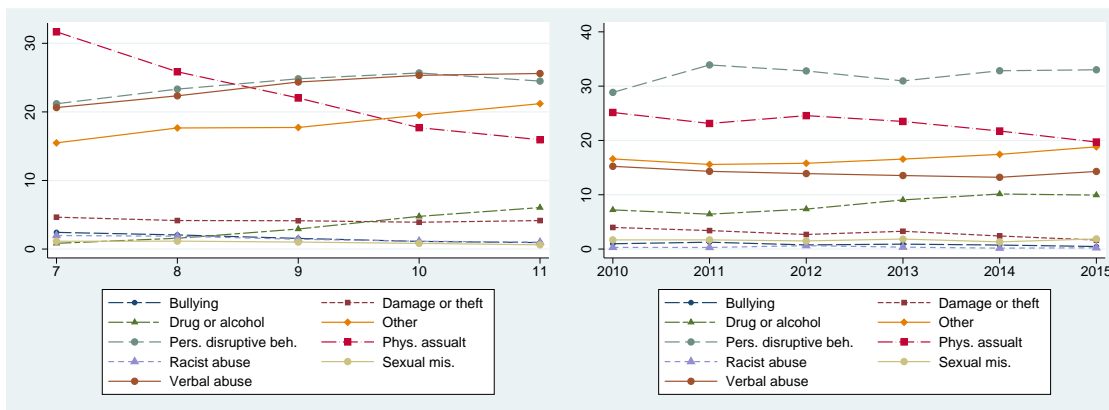 30
20
10
0
7 8 9 10 11
Bullying Damage or theft
Drug or alcohol Other
Pers. disruptive beh. Phys. assualt
Racist abuse Sexual mis.
Verbal abuse
40
30
20
10
0
2010 2011 2012 2013 2014 2015
Bullying Damage or theft
Drug or alcohol Other
Pers. disruptive beh. Phys. assualt
Racist abuse Sexual mis.
Verbal abuse